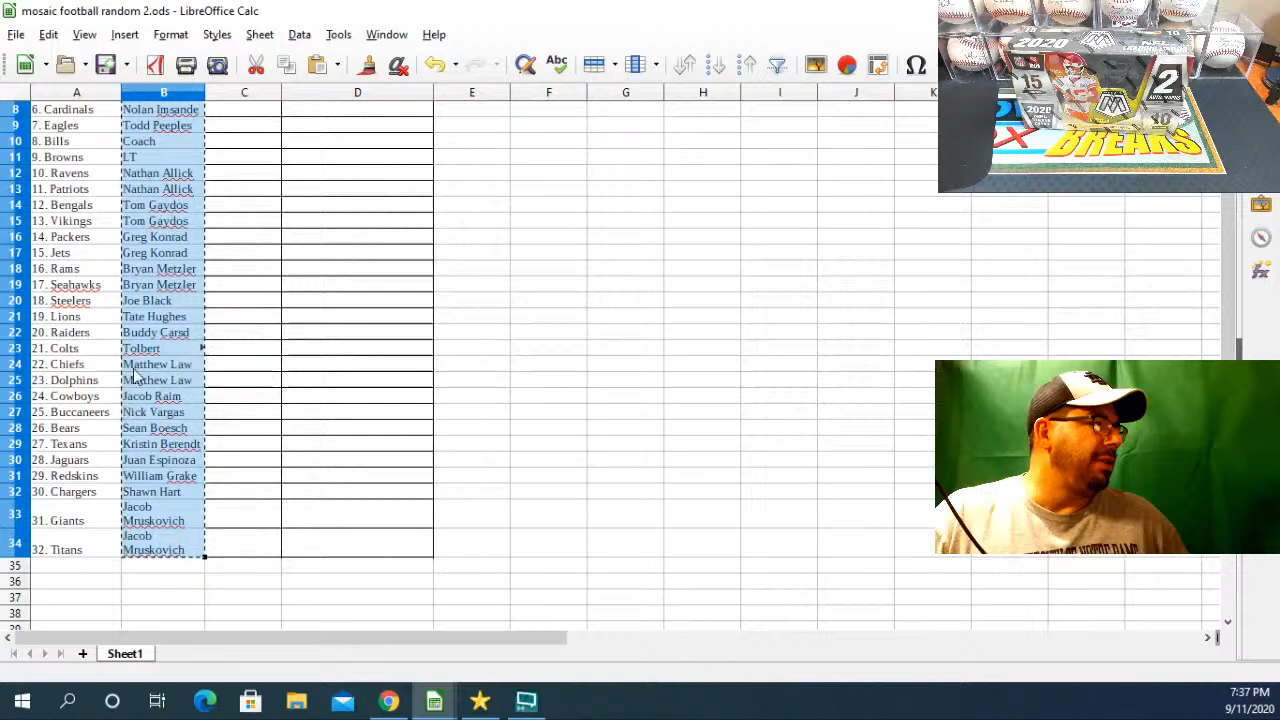 mosaic football random 2.ods - LibreOffice Calc
File Edit View Insert Format Styles Sheet Data Tools Window Help
A B C D E F G H I J K
8 6. Cardinals Nolan Imsande
9 7. Eagles Todd Peeples
10 8. Bills Coach
11 9. Browns LT
12 10. Ravens Nathan Allick
13 11. Patriots Nathan Allick
14 12. Bengals Tom Gaydos
15 13. Vikings Tom Gaydos
16 14. Packers Greg Konrad
17 15. Jets Greg Konrad
18 16. Rams Bryan Metzler
19 17. Seahawks Bryan Metzler
20 18. Steelers Joe Black
21 19. Lions Tate Hughes
22 20. Raiders Buddy Carsd
23 21. Colts Tolbert
24 22. Chiefs Matthew Law
25 23. Dolphins Matthew Law
26 24. Cowboys Jacob Raim
27 25. Buccaneers Nick Vargas
28 26. Bears Sean Boesch
29 27. Texans Kristin Berendt
30 28. Jaguars Juan Espinoza
31 29. Redskins William Grake
32 30. Chargers Shawn Hart
Jacob
33 31. Giants Mruskovich
Jacob
34 32. Titans Mruskovich
35
36
37
38
Sheet1
7:37 PM
9/11/2020
2020
15
2
10
BREAKS